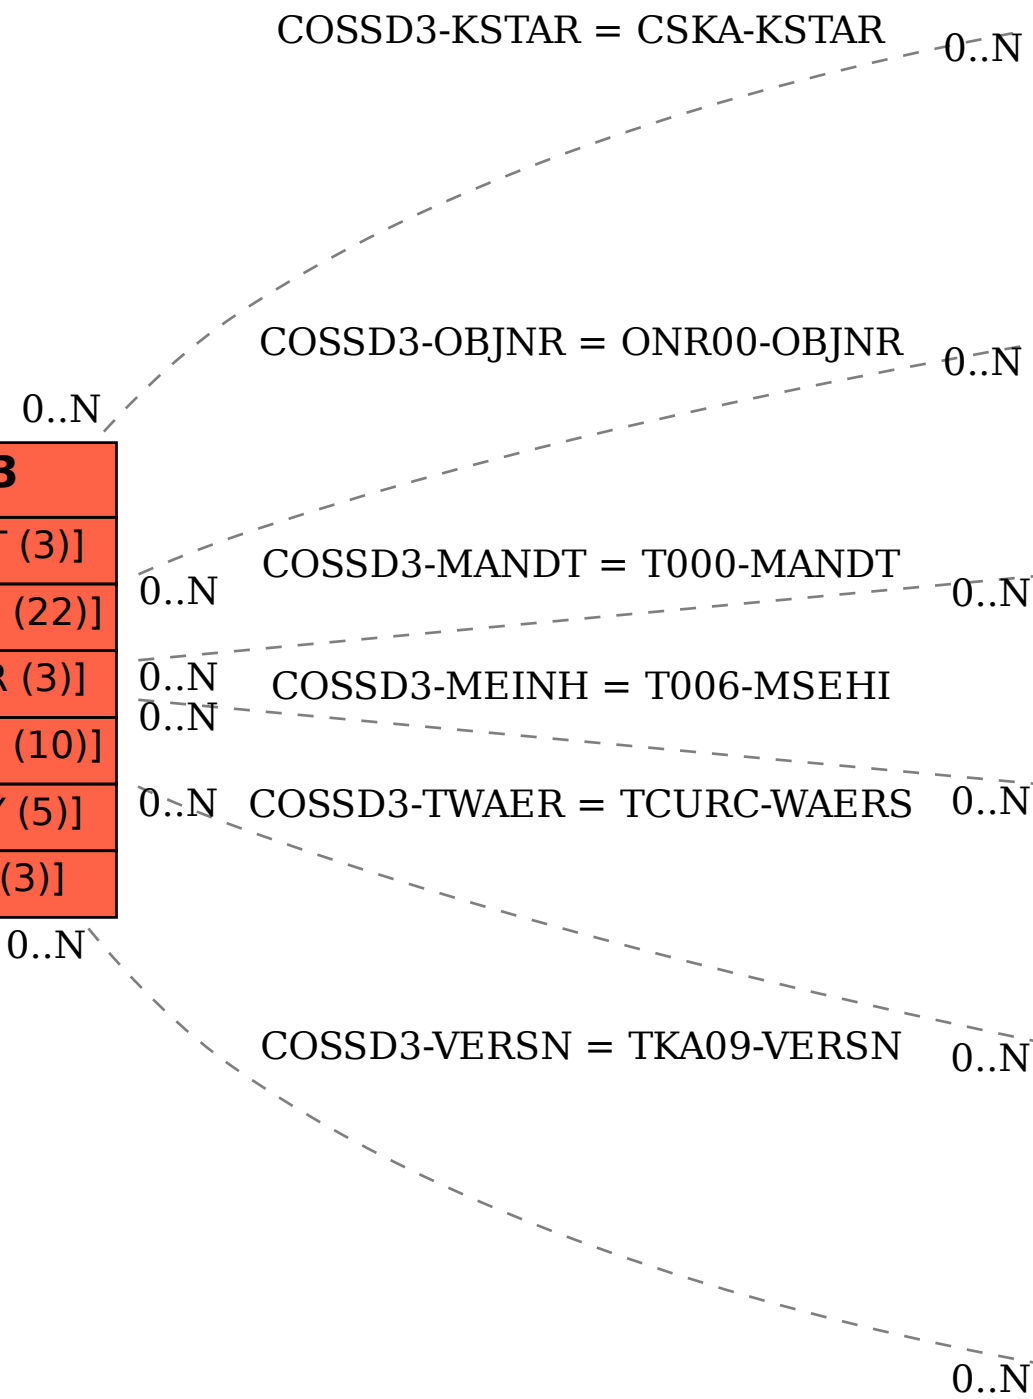 COSSD3-KSTAR = CSKA-KSTAR
0..N
COSSD3-OBJNR = ONR00-OBJNR
0..N
0..N
3
(3)]
0..N
COSSD3-MANDT = T000-MANDT
0..N
(22)]
0..N
R (3)]
COSSD3-MEINH = T006-MSEHI
0..N
(10)]
0..N
COSSD3-TWAER = TCURC-WAERS
0..N
(5)]
(3)]
0..N
COSSD3-VERSN = TKA09-VERSN
0..N
0..N